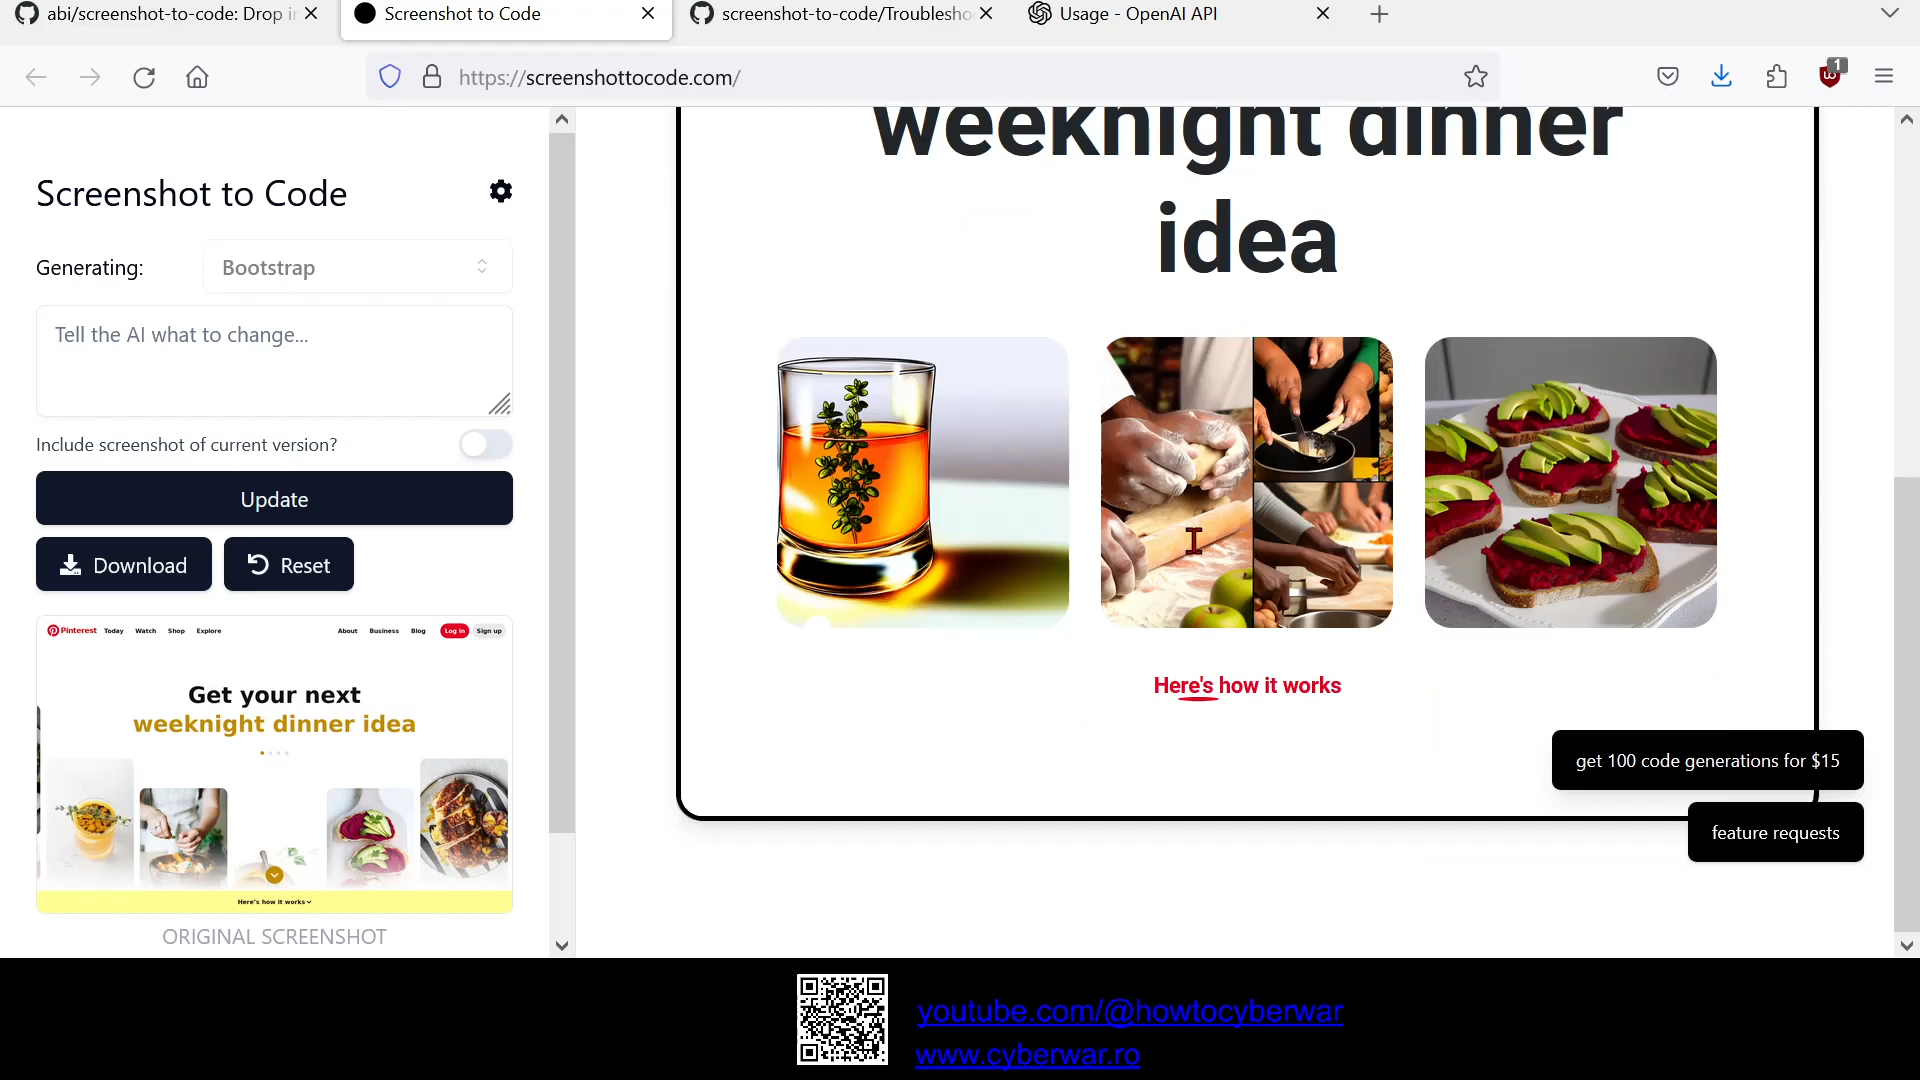 abi/screenshot-to-code: Drop in
Screenshot to Code
screenshot-to-code/Troublesho
Usage - OpenAI API
https://screenshottocode.com/
1
Screenshot to Code
Generating:
Bootstrap
Tell the AI what to change...
Include screenshot of current version?
Update
Download
Reset
Pinterest Today Watch Shop Explore About Business Blog Log in Sign up
Get your next
weeknight dinner idea
Here's how it works
ORIGINAL SCREENSHOT
weeknight dinner
idea
Here's how it works
get 100 code generations for $15
feature requests
youtube.com/@howtocyberwar
www.cyberwar.ro